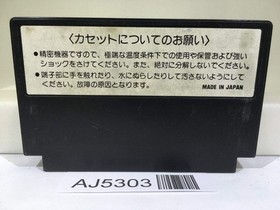 〈カセットについてのお願い〉
●精密機器ですので、極端な温度条件下での使用や保管および強い
ショックをさけてください。また、絶対に分解しないでください。
●端子部に手を触れたり、水にぬらしたりして汚さないようにして
ください。故障の原因となります。
MADE IN JAPAN
AJ5303